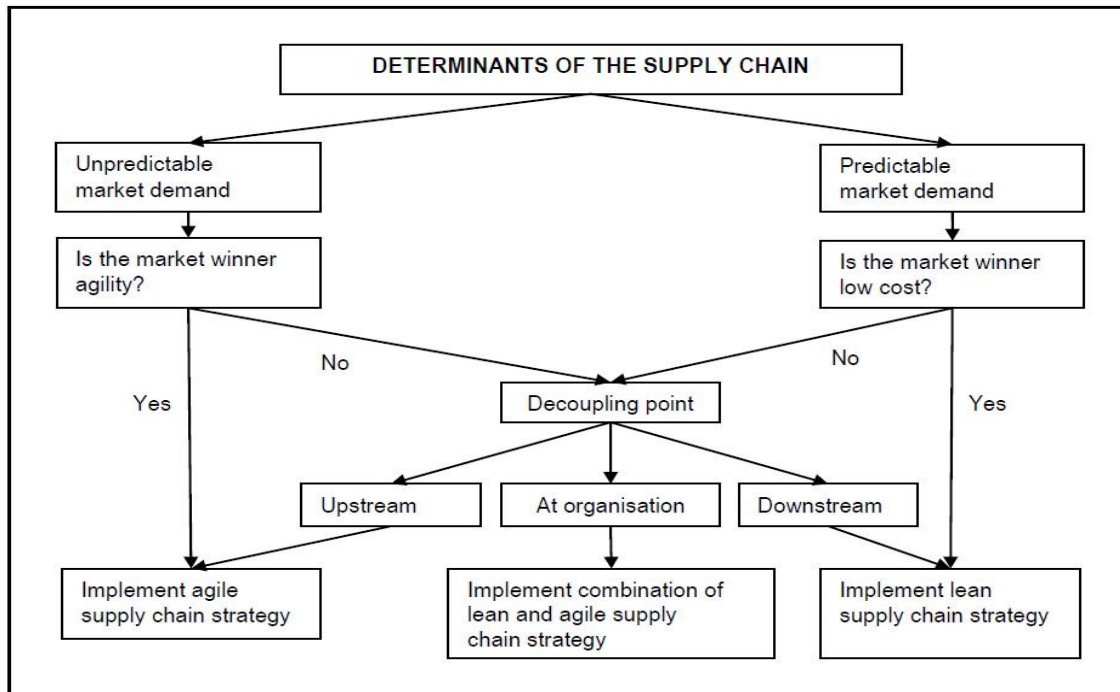 DETERMINANTS OF THE SUPPLY CHAIN
Unpredictable
market demand
Predictable
market demand
Is the market winner
agility?
Is the market winner
low cost?
No
No
Yes
Decoupling point
Yes
Upstream
At organisation
Downstream
Implement agile
supply chain strategy
Implement combination of
lean and agile supply
chain strategy
Implement lean
supply chain strategy